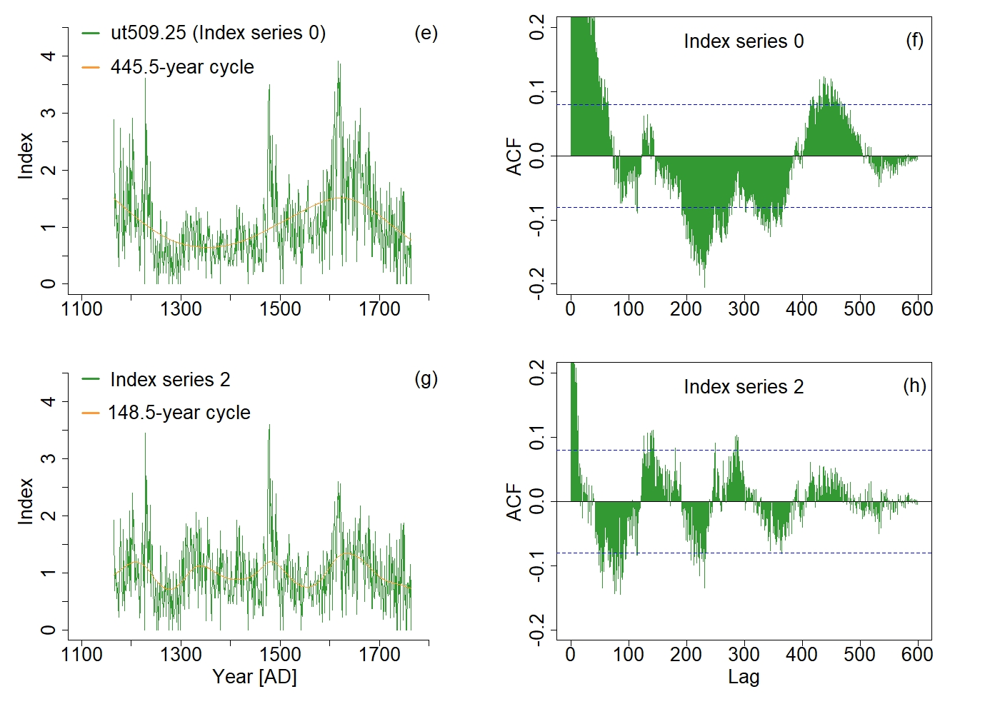 ut509.25 (Index series 0)
(e)
445.5-year cycle
Index
4
3
2
1
0
1100 1300 1500 1700
Index series 0
(f)
ACF
0.2
0.1
0.0
-0.1
-0.2
0 100 200 300 400 500 600
Index series 2
(g)
148.5-year cycle
Index
4
3
2
1
0
1100 1300 1500 1700
Year [AD]
Index series 2
(h)
ACF
0.2
0.1
0.0
-0.1
-0.2
0 100 200 300 400 500 600
Lag